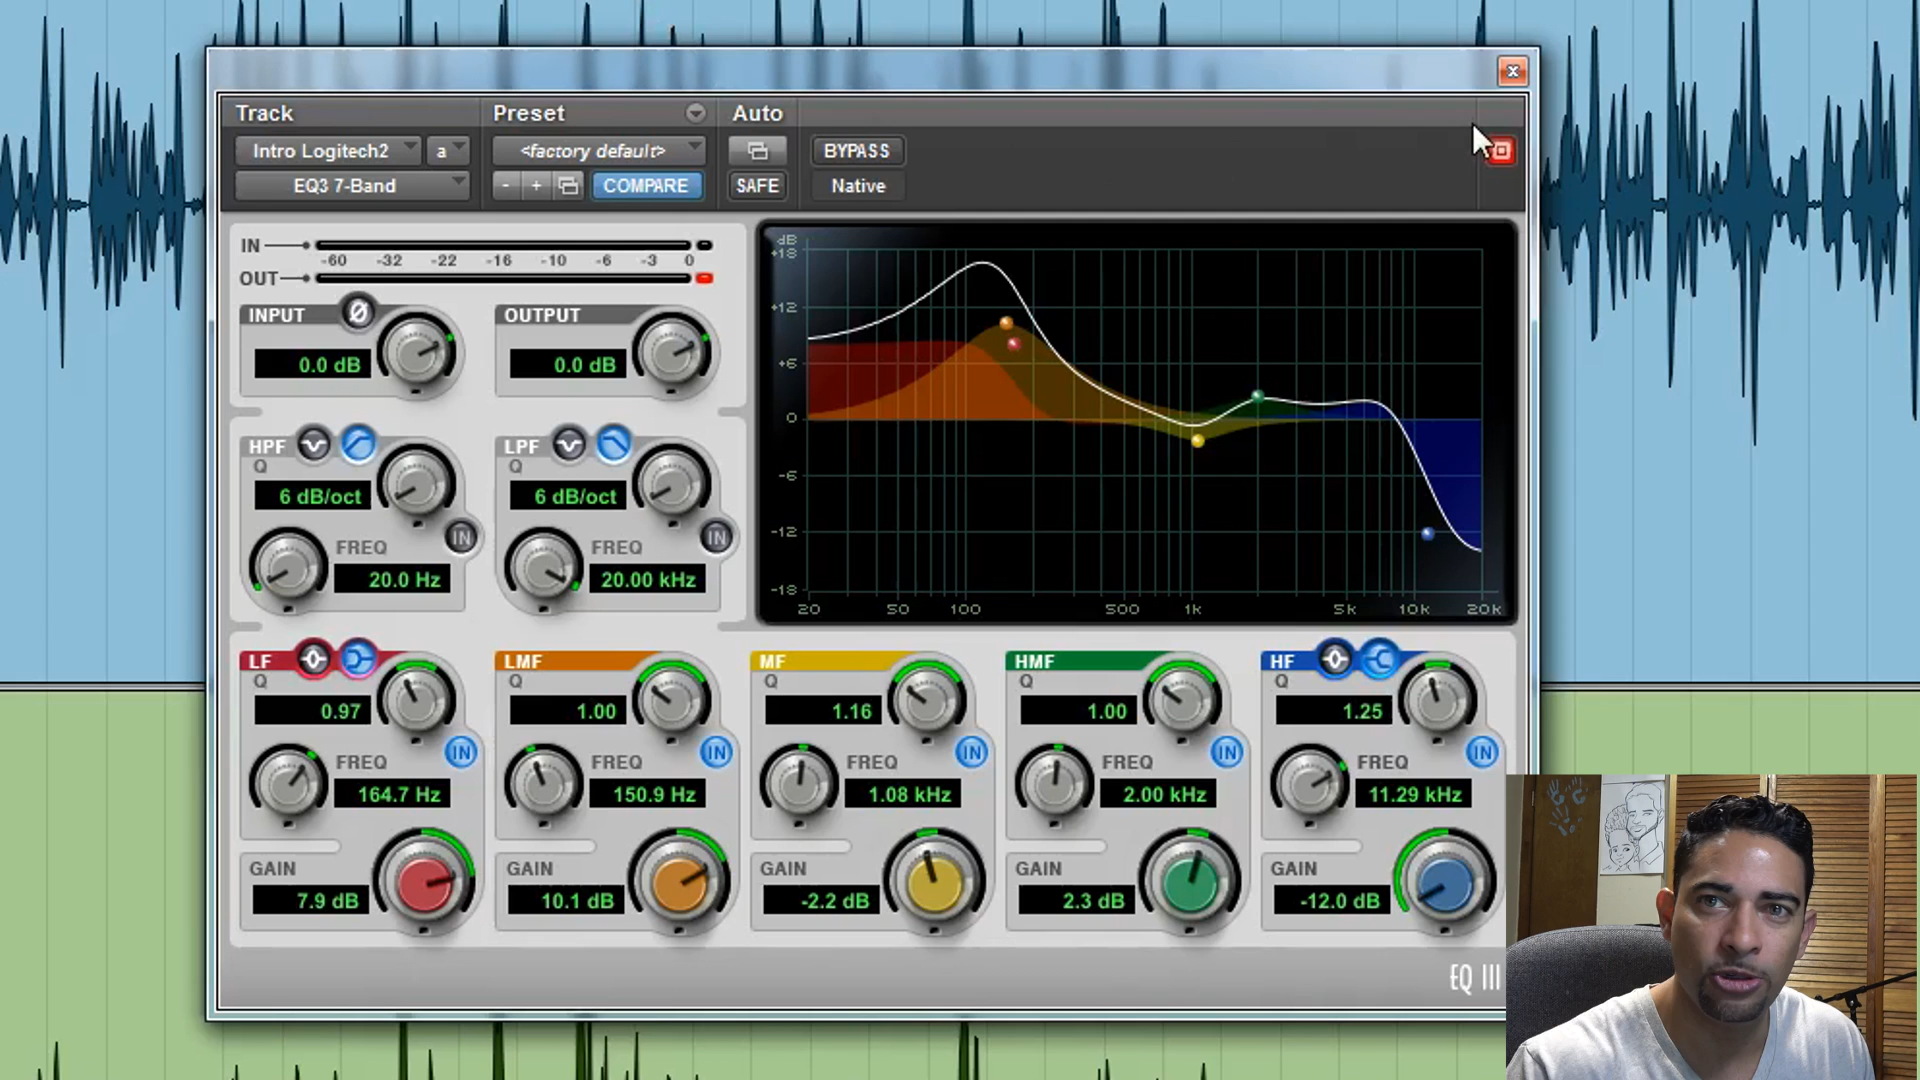 Track Preset Auto
Intro Logitech2 a <factory default> BYPASS
EQ3 7-Band - + COMPARE SAFE Native
IN
-60 -32 -22 -16 -10 -6 -3 0
OUT
INPUT Ø OUTPUT
0.0 dB 0.0 dB
HPF LPF
Q Q
6 dB/oct 6 dB/oct
IN IN
FREQ FREQ
20.0 Hz 20.00 kHz
dB
+18
+12
+6
0
-6
-12
-18
20 50 100 500 1k 5k 10k 20k
LF LMF MF HMF HF
Q Q Q Q Q
0.97 1.00 1.16 1.00 1.25
IN IN IN IN IN
FREQ FREQ FREQ FREQ FREQ
164.7 Hz 150.9 Hz 1.08 kHz 2.00 kHz 11.29 kHz
GAIN GAIN GAIN GAIN GAIN
7.9 dB 10.1 dB -2.2 dB 2.3 dB -12.0 dB
EQ III